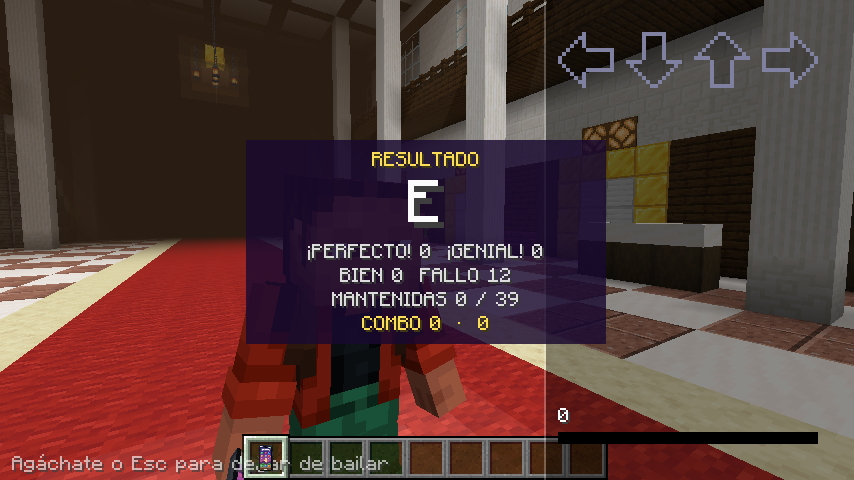 RESULTADO
E
¡PERFECTO! 0 ¡GENIAL! 0
BIEN 0 FALLO 12
MANTENIDAS 0 / 39
COMBO 0 · 0
0
Agáchate o Esc para dejar de bailar